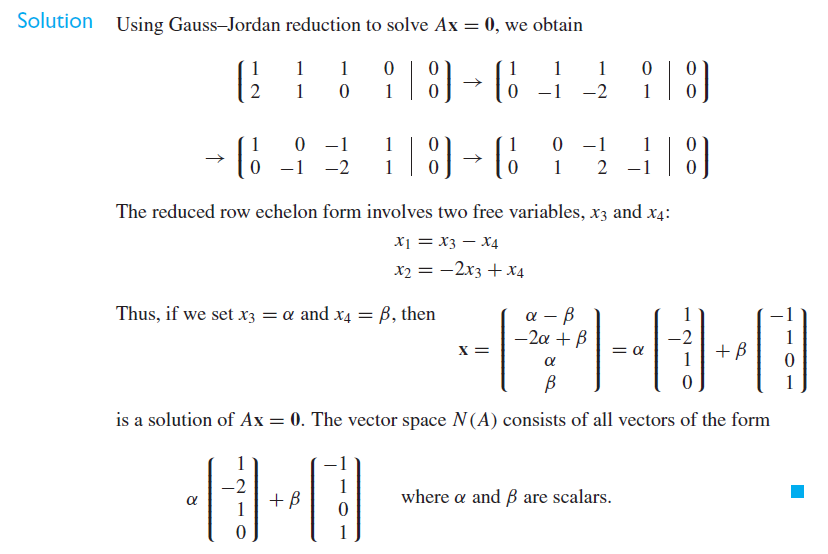 Solution Using Gauss–Jordan reduction to solve Ax = 0, we obtain
( 1 1 1 0 | 0 ) → ( 1 1 1 0 | 0 )
( 2 1 0 1 | 0 ) ( 0 −1 −2 1 | 0 )
→ ( 1 0 −1 1 | 0 ) → ( 1 0 −1 1 | 0 )
( 0 −1 −2 1 | 0 ) ( 0 1 2 −1 | 0 )
The reduced row echelon form involves two free variables, x3 and x4:
x1 = x3 − x4
x2 = −2x3 + x4
Thus, if we set x3 = α and x4 = β, then
α − β 1 −1
−2α + β −2 1
x = = α + β
α 1 0
β 0 1
is a solution of Ax = 0. The vector space N(A) consists of all vectors of the form
1 −1
−2 1
α + β where α and β are scalars.
1 0
0 1